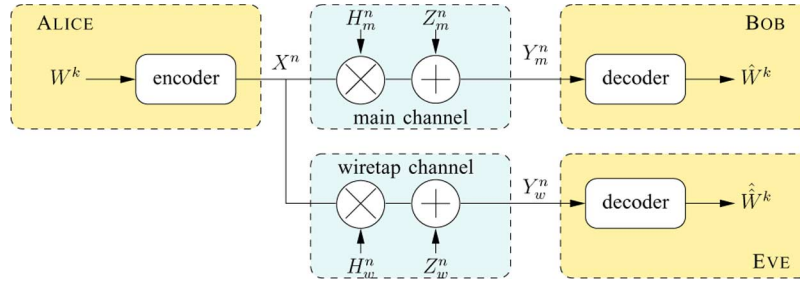 ALICE
W^k
encoder
X^n
H_m^n
Z_m^n
main channel
Y_m^n
BOB
decoder
Ŵ^k
wiretap channel
H_w^n
Z_w^n
Y_w^n
decoder
Ŵ̂^k
EVE